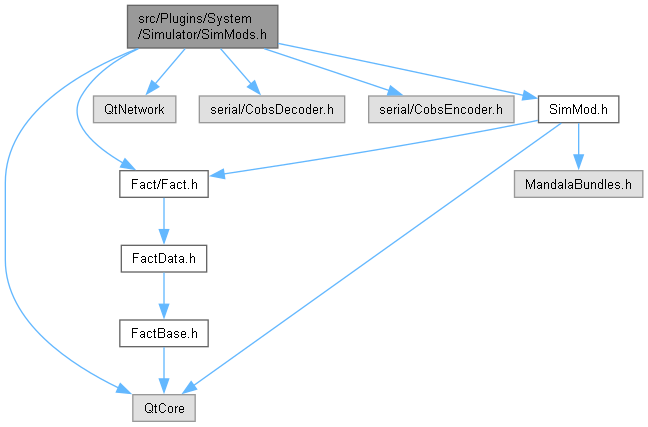 src/Plugins/System
/Simulator/SimMods.h
QtNetwork
serial/CobsDecoder.h
serial/CobsEncoder.h
SimMod.h
Fact/Fact.h
MandalaBundles.h
FactData.h
FactBase.h
QtCore